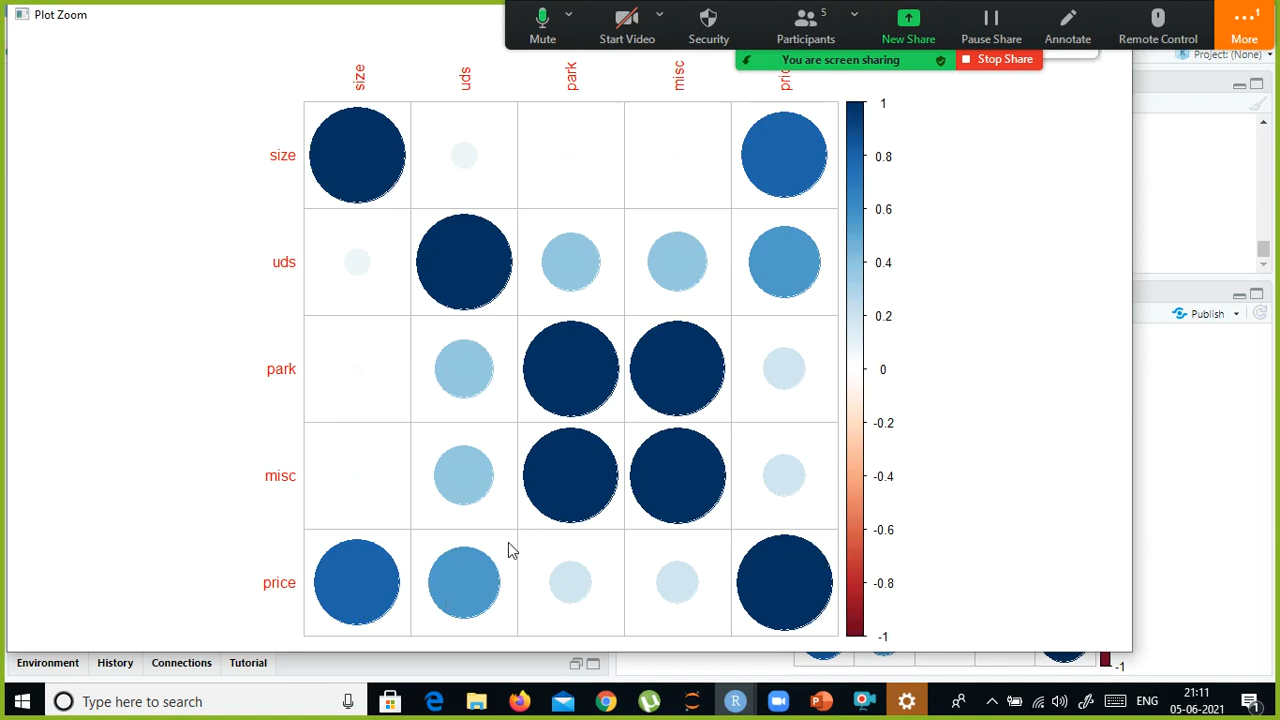 Plot Zoom
5
1
Mute
Start Video
Security
Participants
New Share
Pause Share
Annotate
Remote Control
More
You are screen sharing
Stop Share
Project: (None)
size
uds
park
misc
size
uds
park
misc
price
1
0.8
0.6
0.4
0.2
0
-0.2
-0.4
-0.6
-0.8
-1
Publish
-1
Environment
History
Connections
Tutorial
Type here to search
ENG
21:11
05-06-2021
1